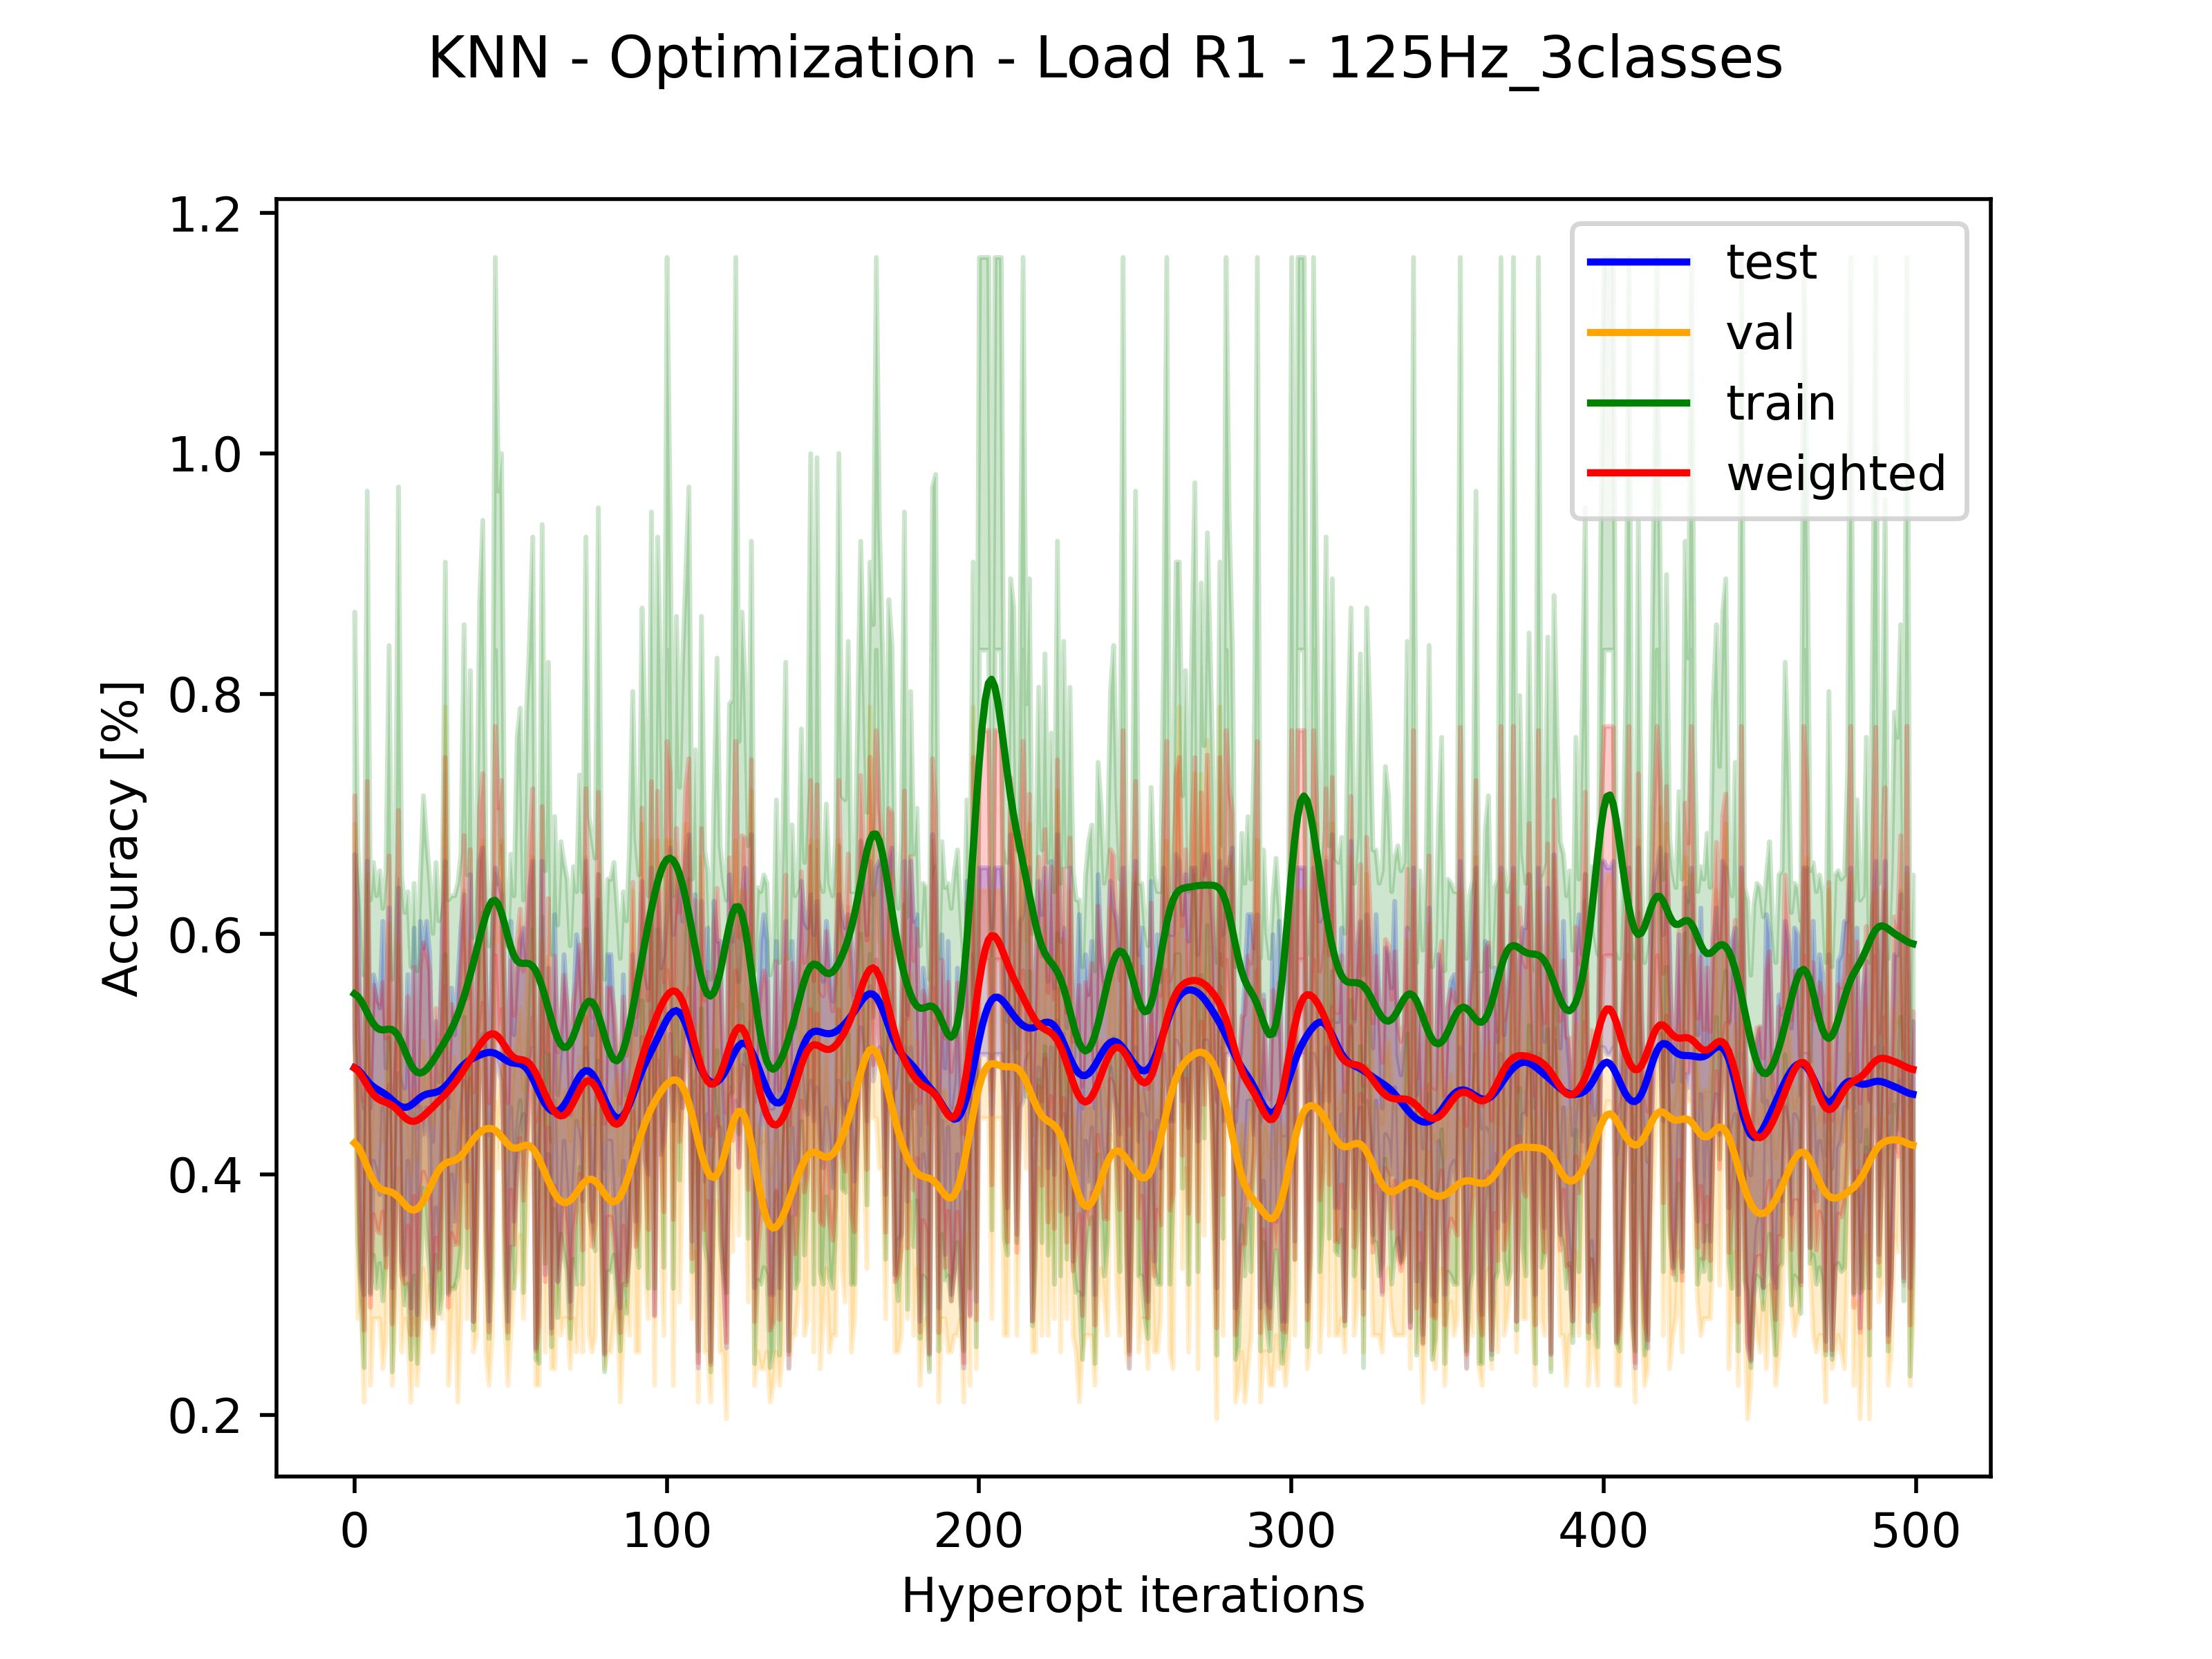 KNN - Optimization - Load R1 - 125Hz_3classes
1.2
1.0
0.8
0.6
0.4
0.2
Accuracy [%]
test
val
train
weighted
0 100 200 300 400 500
Hyperopt iterations